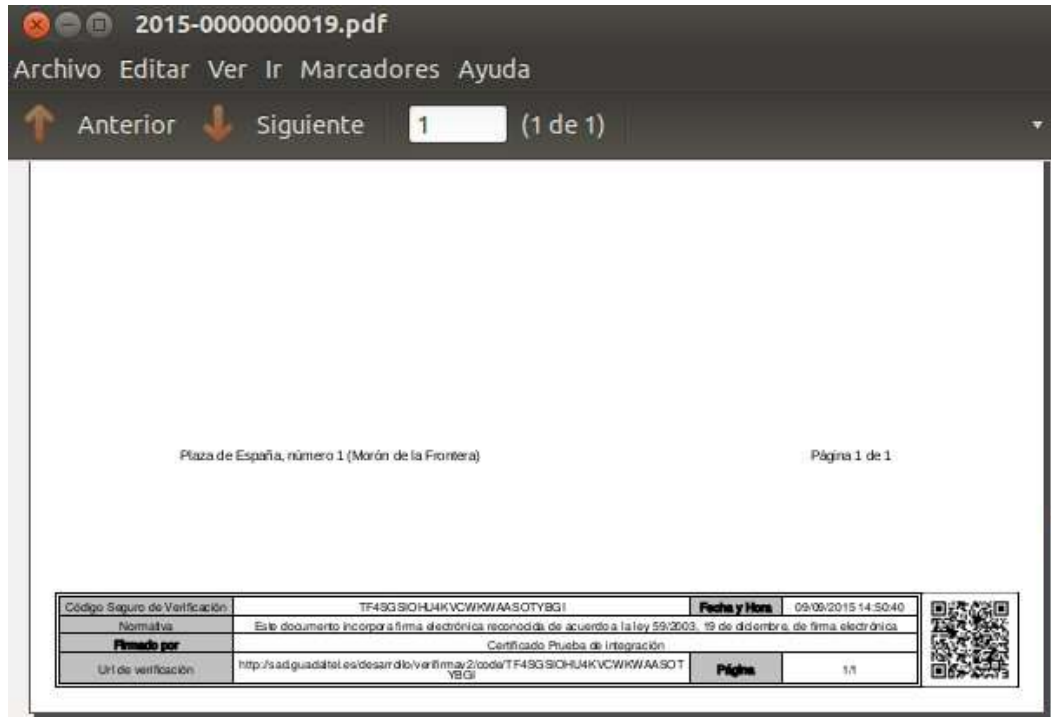 2015-0000000019.pdf
Archivo Editar Ver Ir Marcadores Ayuda
Anterior Siguiente 1 (1 de 1)
Plaza de España, número 1 (Morón de la Frontera) Página 1 de 1
Código Seguro de Verificación TF4SGSIOHU4KVCWKWAASOTYBGI Fecha y Hora 09/09/2015 14:50:40
Normativa Este documento incorpora firma electrónica reconocida de acuerdo a la ley 59/2003, 19 de diciembre, de firma electrónica
Firmado por Certificado Prueba de integración
Url de verificación http://sad.guadaltel.es/desarrollo/verifirmav2/code/TF4SGSIOHU4KVCWKWAASOT
YBGI Página 1/1